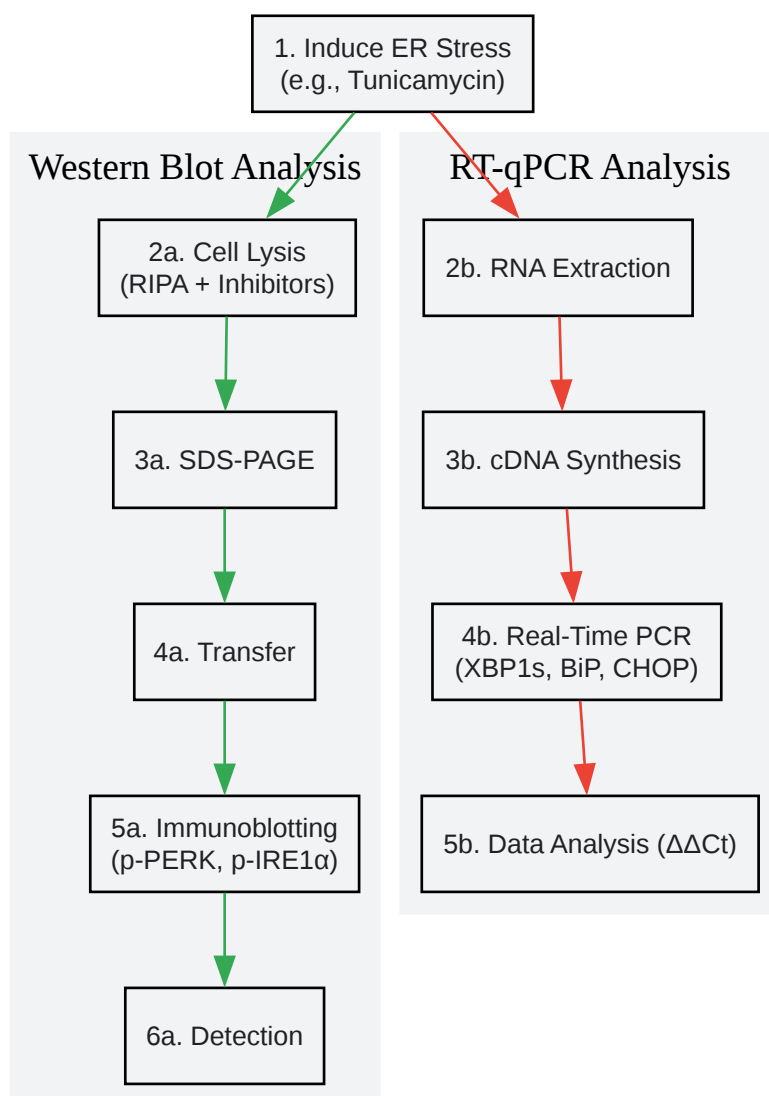 1. Induce ER Stress
(e.g., Tunicamycin)
Western Blot Analysis
2a. Cell Lysis
(RIPA + Inhibitors)
3a. SDS-PAGE
4a. Transfer
5a. Immunoblotting
(p-PERK, p-IRE1α)
6a. Detection
RT-qPCR Analysis
2b. RNA Extraction
3b. cDNA Synthesis
4b. Real-Time PCR
(XBP1s, BiP, CHOP)
5b. Data Analysis (ΔΔCt)